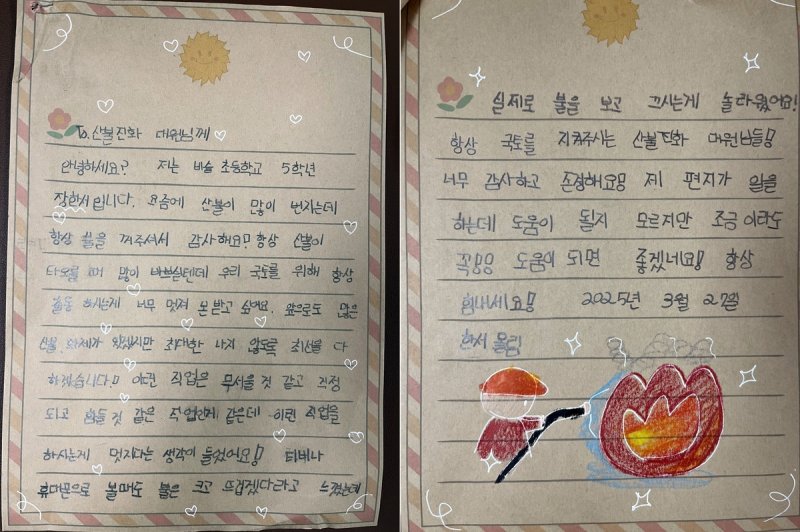 To. 산불진화 대원님께
안녕하세요? 저는 비슬 초등학교 5학년
장한서입니다. 요즘에 산불이 많이 번지는데
항상 불을 꺼주셔서 감사해요! 항상 산불이
타오를 때 많이 바쁘실텐데 우리 국토를 위해 항상
출동 하시는게 너무 멋져 본받고 싶어요. 앞으로도 많은
산불 화재가 있겠지만 최대한 나지 않도록 최선을 다
하겠습니다! 이런 직업은 무서울것 같고 걱정
되고 힘들 것 같은 직업인거 같은데 이런 직업을
하시는게 멋지다는 생각이 들었어요! 티비나
휴대폰으로 볼때도 불은 크고 뜨겁겠다라고 느꼈는데
실제로 불을 보고 끄시는게 놀라웠어요!
항상 국토를 지켜주시는 산불진화 대원님들!
너무 감사하고 존경해요! 제 편지가 일을
하는데 도움이 될지 모르지만 조금이라도
꼭!!! 도움이 되면 좋겠네요! 항상
힘내세요! 2025년 3월 27일
한서 올림